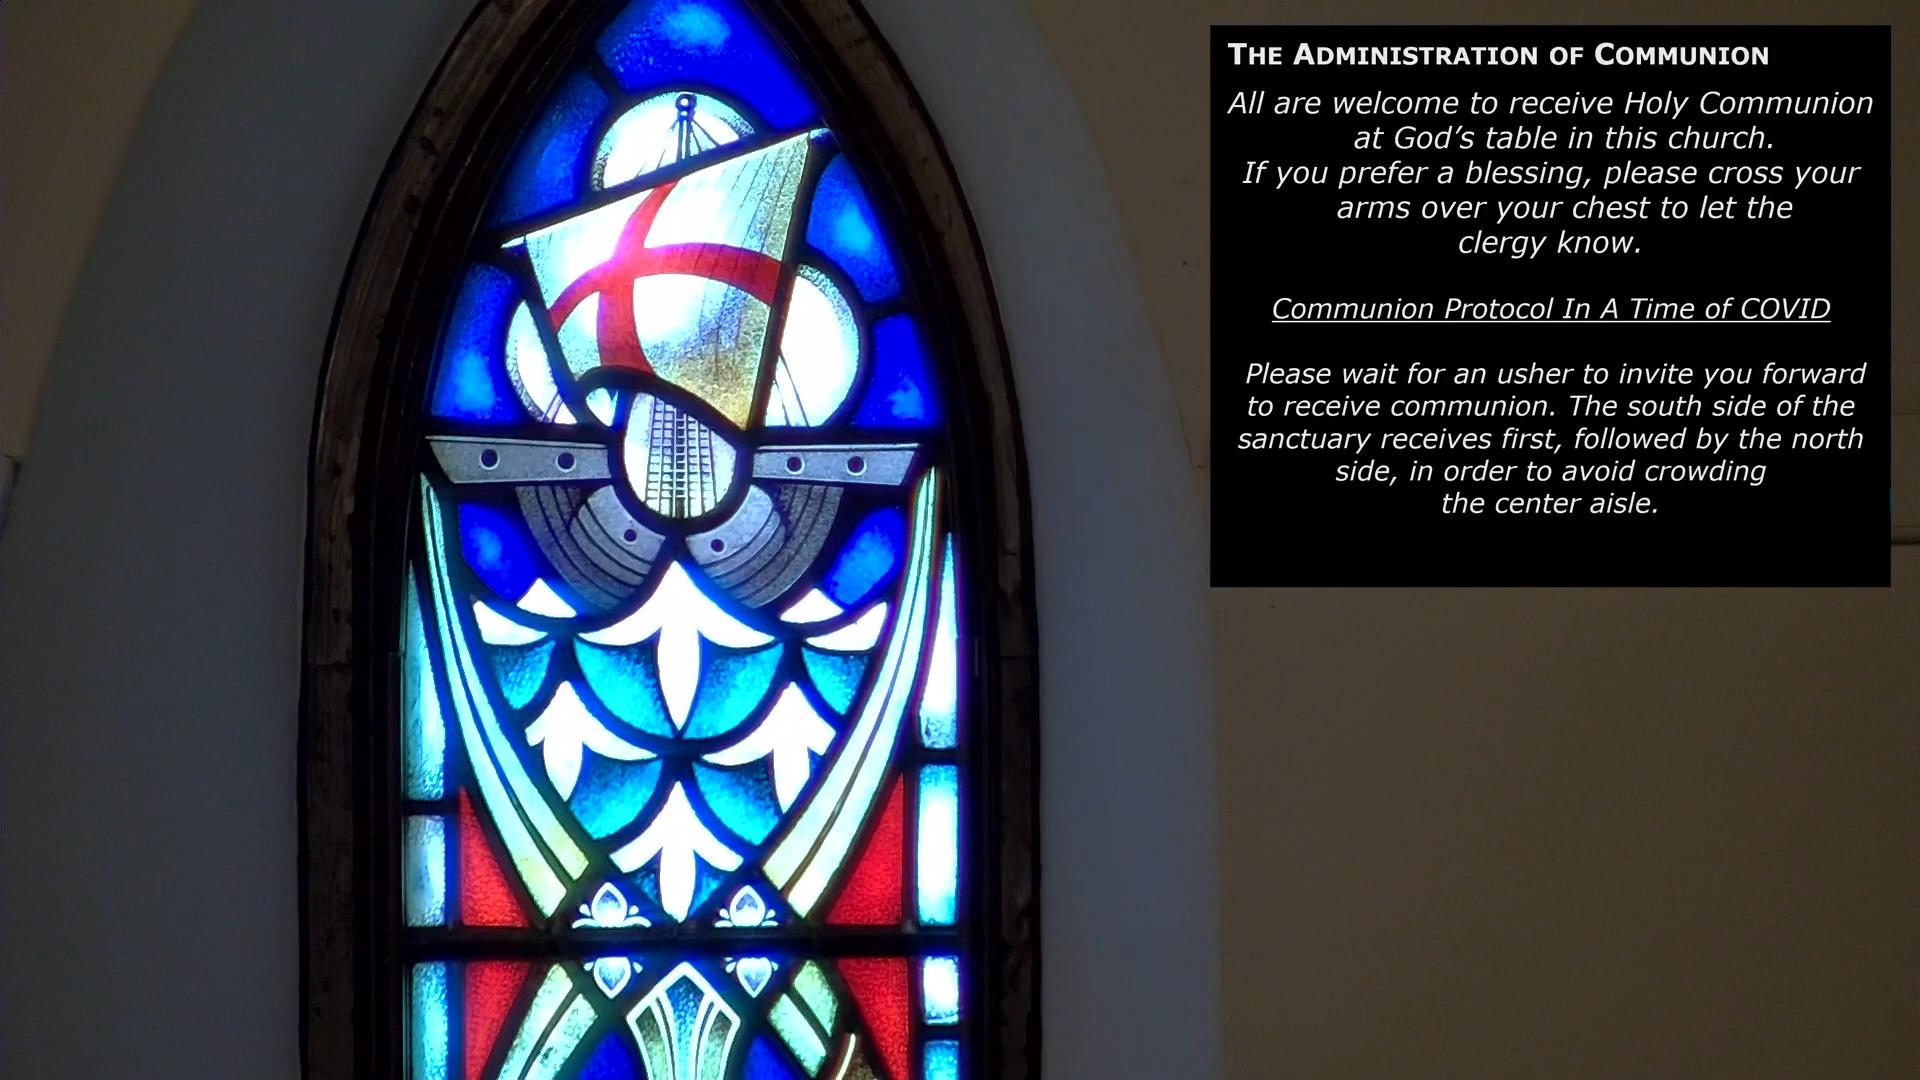 THE ADMINISTRATION OF COMMUNION
All are welcome to receive Holy Communion
at God's table in this church.
If you prefer a blessing, please cross your
arms over your chest to let the
clergy know.
Communion Protocol In A Time of COVID
Please wait for an usher to invite you forward
to receive communion. The south side of the
sanctuary receives first, followed by the north
side, in order to avoid crowding
the center aisle.